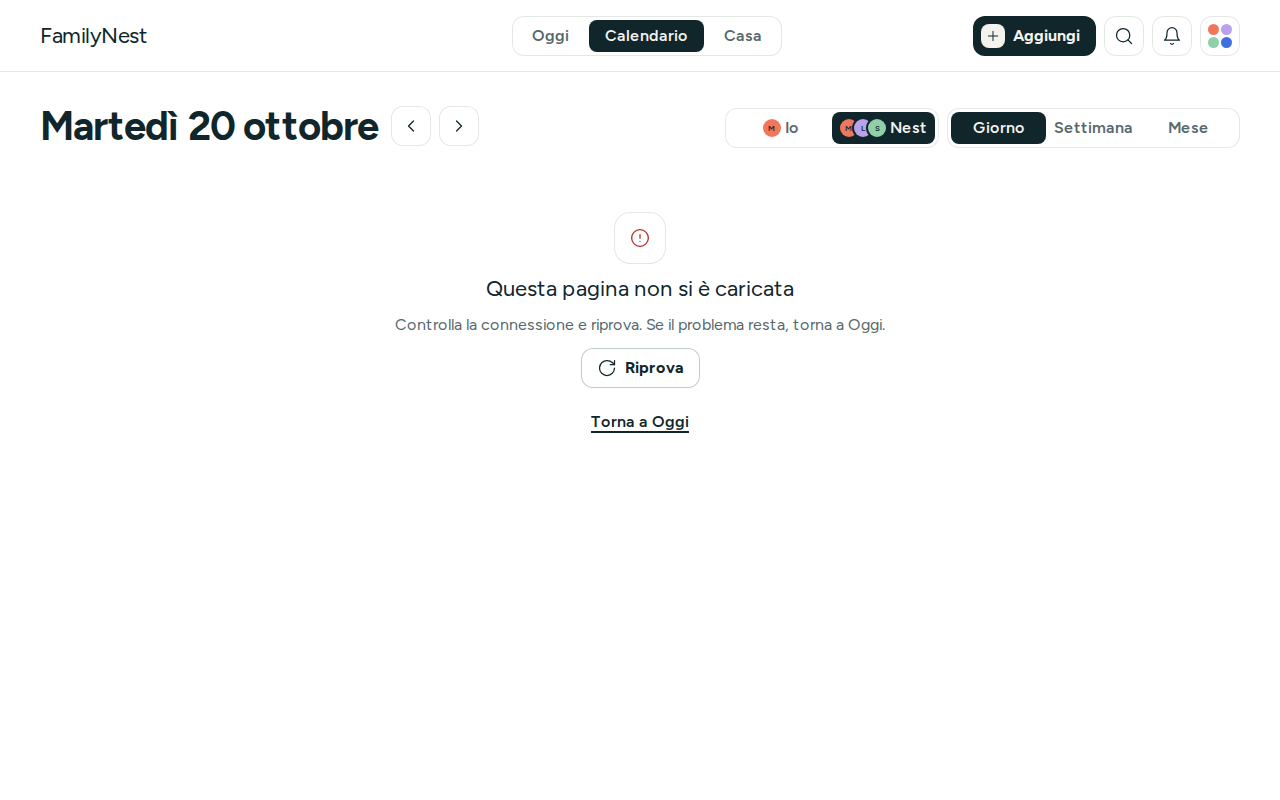 FamilyNest
Oggi
Calendario
Casa
Aggiungi
Martedì 20 ottobre
M Io
M L S Nest
Giorno
Settimana
Mese
Questa pagina non si è caricata
Controlla la connessione e riprova. Se il problema resta, torna a Oggi.
Riprova
Torna a Oggi